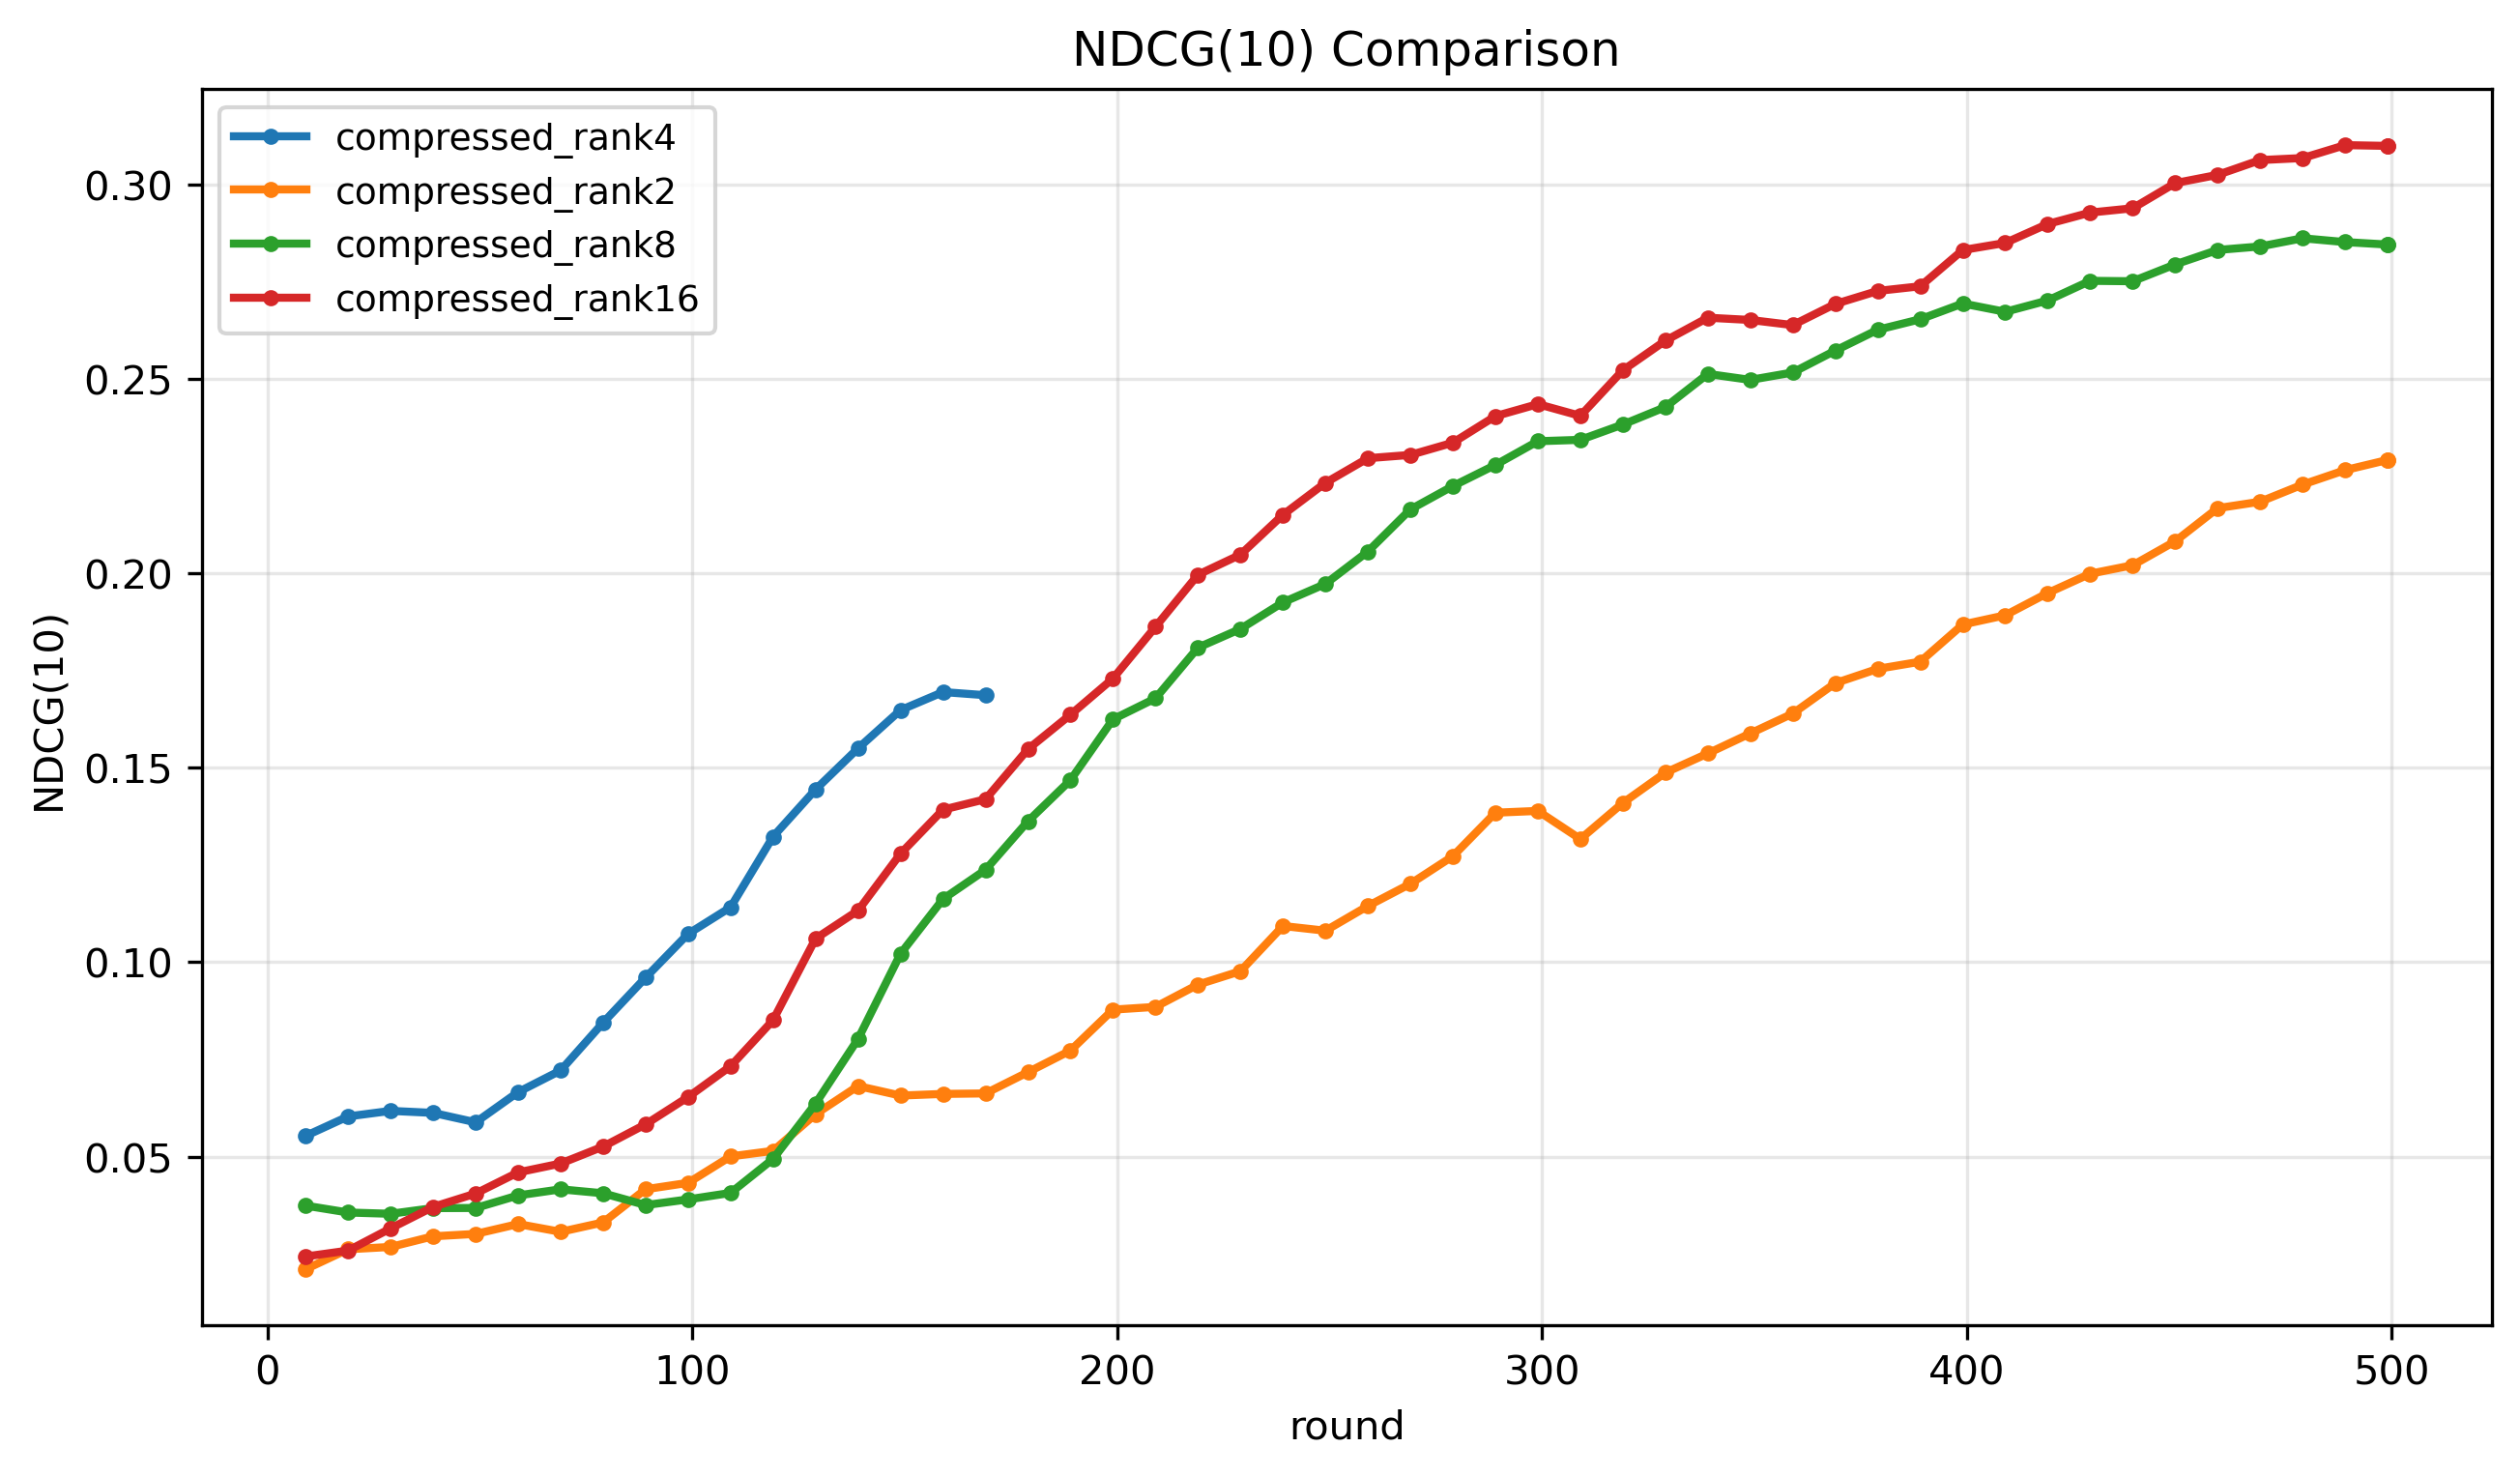 NDCG(10) Comparison
compressed_rank4
compressed_rank2
compressed_rank8
compressed_rank16
NDCG(10)
0.30
0.25
0.20
0.15
0.10
0.05
0 100 200 300 400 500
round